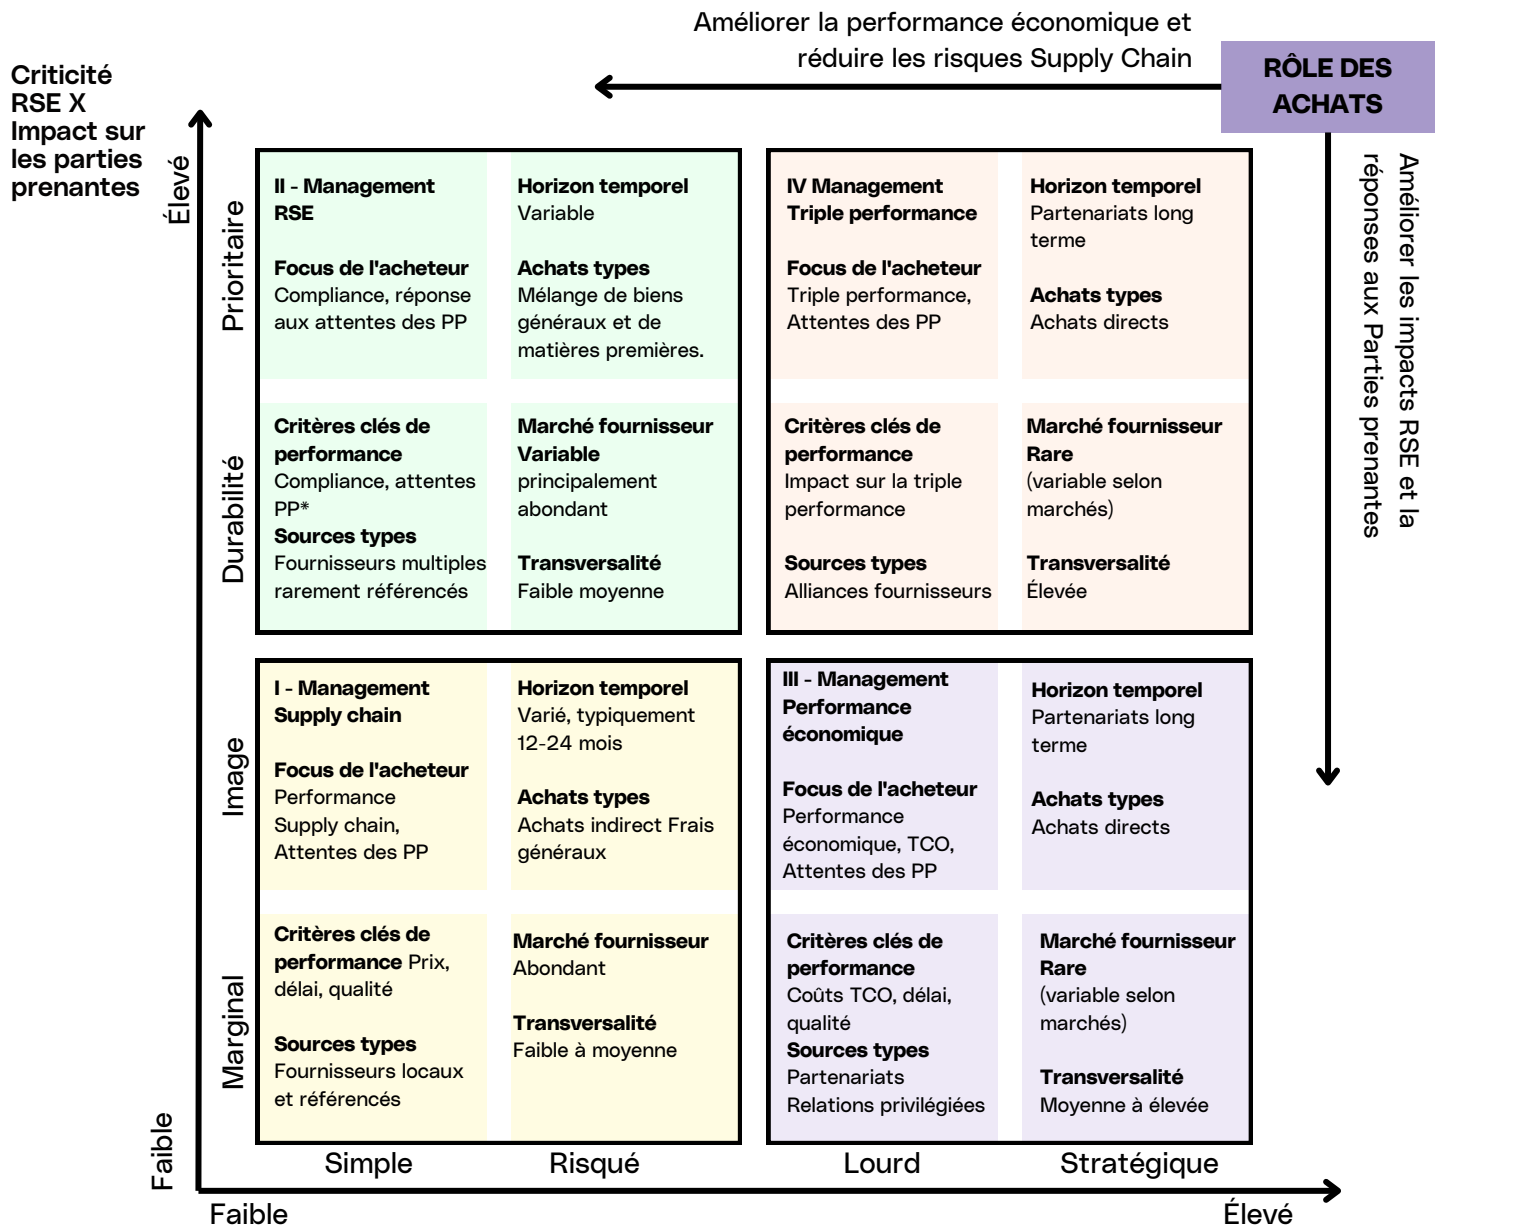 Améliorer la performance économique et
réduire les risques Supply Chain
RÔLE DES
ACHATS
Criticité
RSE X
Impact sur
les parties
prenantes
Élevé
Prioritaire
II - Management
RSE
Focus de l'acheteur
Compliance, réponse
aux attentes des PP
Horizon temporel
Variable
Achats types
Mélange de biens
généraux et de
matières premières.
IV Management
Triple performance
Focus de l'acheteur
Triple performance,
Attentes des PP
Horizon temporel
Partenariats long
terme
Achats types
Achats directs
Améliorer les impacts RSE et la
réponses aux Parties prenantes
Durabilité
Critères clés de
performance
Compliance, attentes
PP*
Sources types
Fournisseurs multiples
rarement référencés
Marché fournisseur
Variable
principalement
abondant
Transversalité
Faible moyenne
Critères clés de
performance
Impact sur la triple
performance
Sources types
Alliances fournisseurs
Marché fournisseur
Rare
(variable selon
marchés)
Transversalité
Élevée
Image
I - Management
Supply chain
Focus de l'acheteur
Performance
Supply chain,
Attentes des PP
Horizon temporel
Varié, typiquement
12-24 mois
Achats types
Achats indirect Frais
généraux
III - Management
Performance
économique
Focus de l'acheteur
Performance
économique, TCO,
Attentes des PP
Horizon temporel
Partenariats long
terme
Achats types
Achats directs
Marginal
Critères clés de
performance Prix,
délai, qualité
Sources types
Fournisseurs locaux
et référencés
Marché fournisseur
Abondant
Transversalité
Faible à moyenne
Critères clés de
performance
Coûts TCO, délai,
qualité
Sources types
Partenariats
Relations privilégiées
Marché fournisseur
Rare
(variable selon
marchés)
Transversalité
Moyenne à élevée
Faible
Simple
Risqué
Lourd
Stratégique
Faible
Élevé